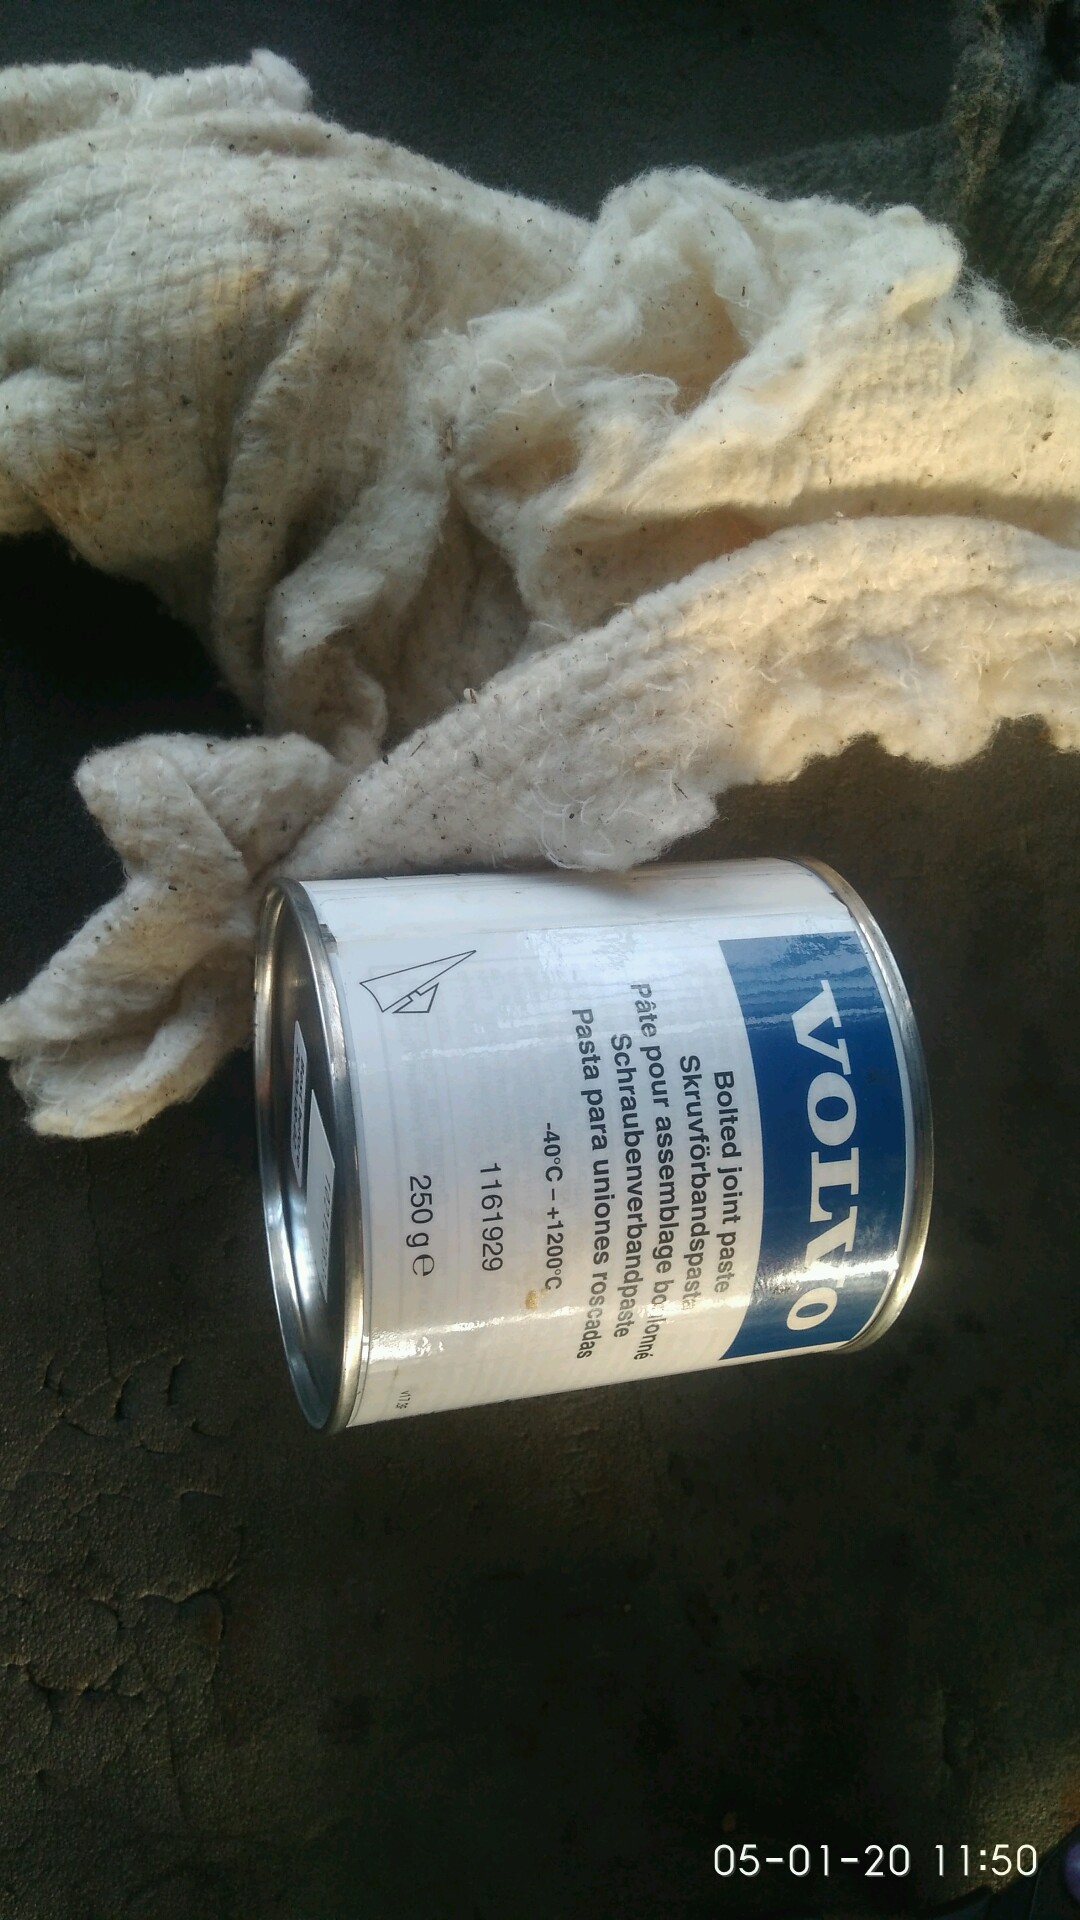 VOLVO
Bolted joint paste
Skruvförbandspasta
Pâte pour assemblage boulonné
Schraubenverbandpaste
Pasta para uniones roscadas
-40°C – +1200°C
1161929
250 g ℮
05-01-20 11:50